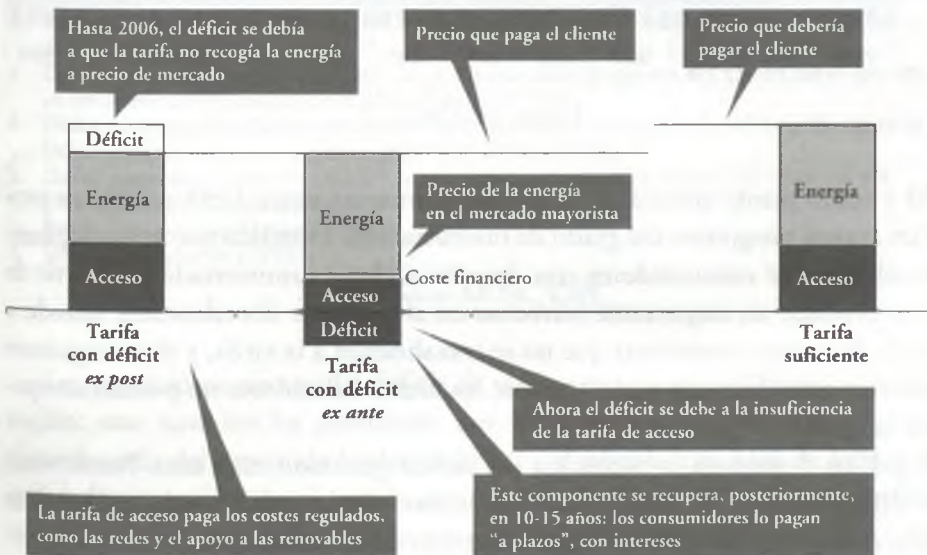 Hasta 2006, el déficit se debía
a que la tarifa no recogía la energía
a precio de mercado
Precio que paga el cliente
Precio que debería
pagar el cliente
Déficit
Energía
Acceso
Tarifa
con déficit
ex post
Energía
Acceso
Déficit
Tarifa
con déficit
ex ante
Precio de la energía
en el mercado mayorista
Coste financiero
Energía
Acceso
Tarifa
suficiente
Ahora el déficit se debe a la insuficiencia
de la tarifa de acceso
La tarifa de acceso paga los costes regulados,
como las redes y el apoyo a las renovables
Este componente se recupera, posteriormente,
en 10-15 años: los consumidores lo pagan
"a plazos", con intereses